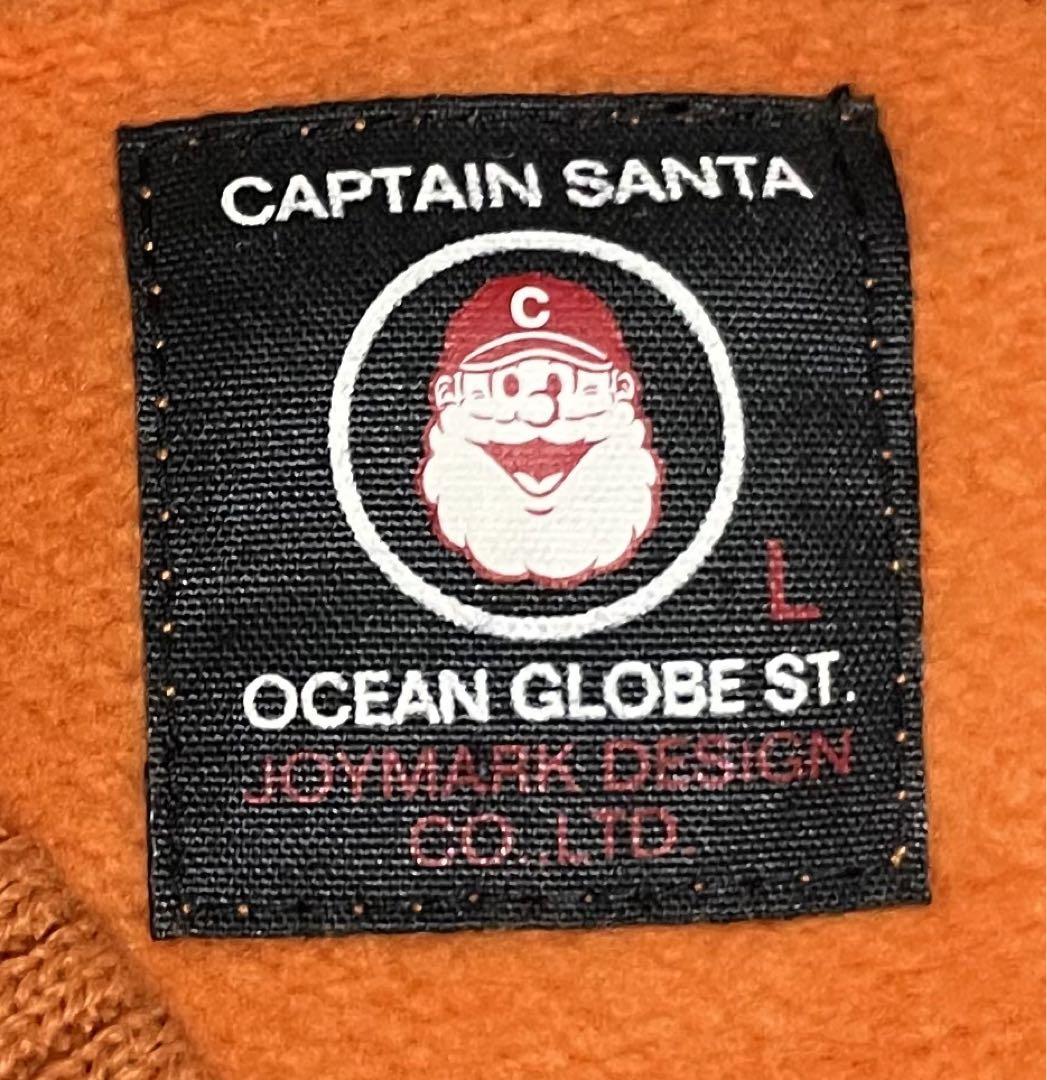 CAPTAIN SANTA
C
L
OCEAN GLOBE ST.
JOYMARK DESIGN
CO.,LTD.